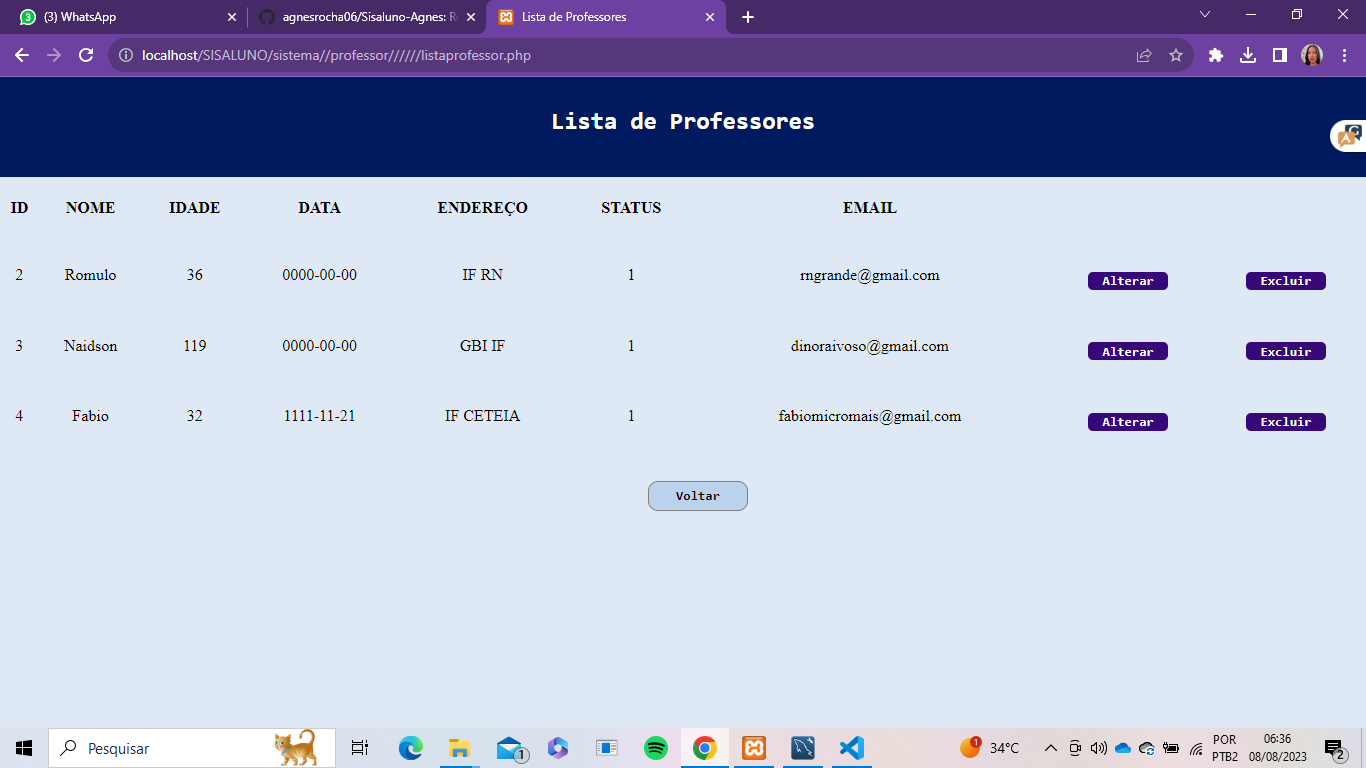 (3) WhatsApp
agnesrocha06/Sisaluno-Agnes: Re
Lista de Professores
localhost/SISALUNO/sistema//professor//////listaprofessor.php
Lista de Professores
ID NOME IDADE DATA ENDEREÇO STATUS EMAIL
2 Romulo 36 0000-00-00 IF RN 1 rngrande@gmail.com Alterar Excluir
3 Naidson 119 0000-00-00 GBI IF 1 dinoraivoso@gmail.com Alterar Excluir
4 Fabio 32 1111-11-21 IF CETEIA 1 fabiomicromais@gmail.com Alterar Excluir
Voltar
Pesquisar
1
1
34°C
POR
PTB2
06:36
08/08/2023
2